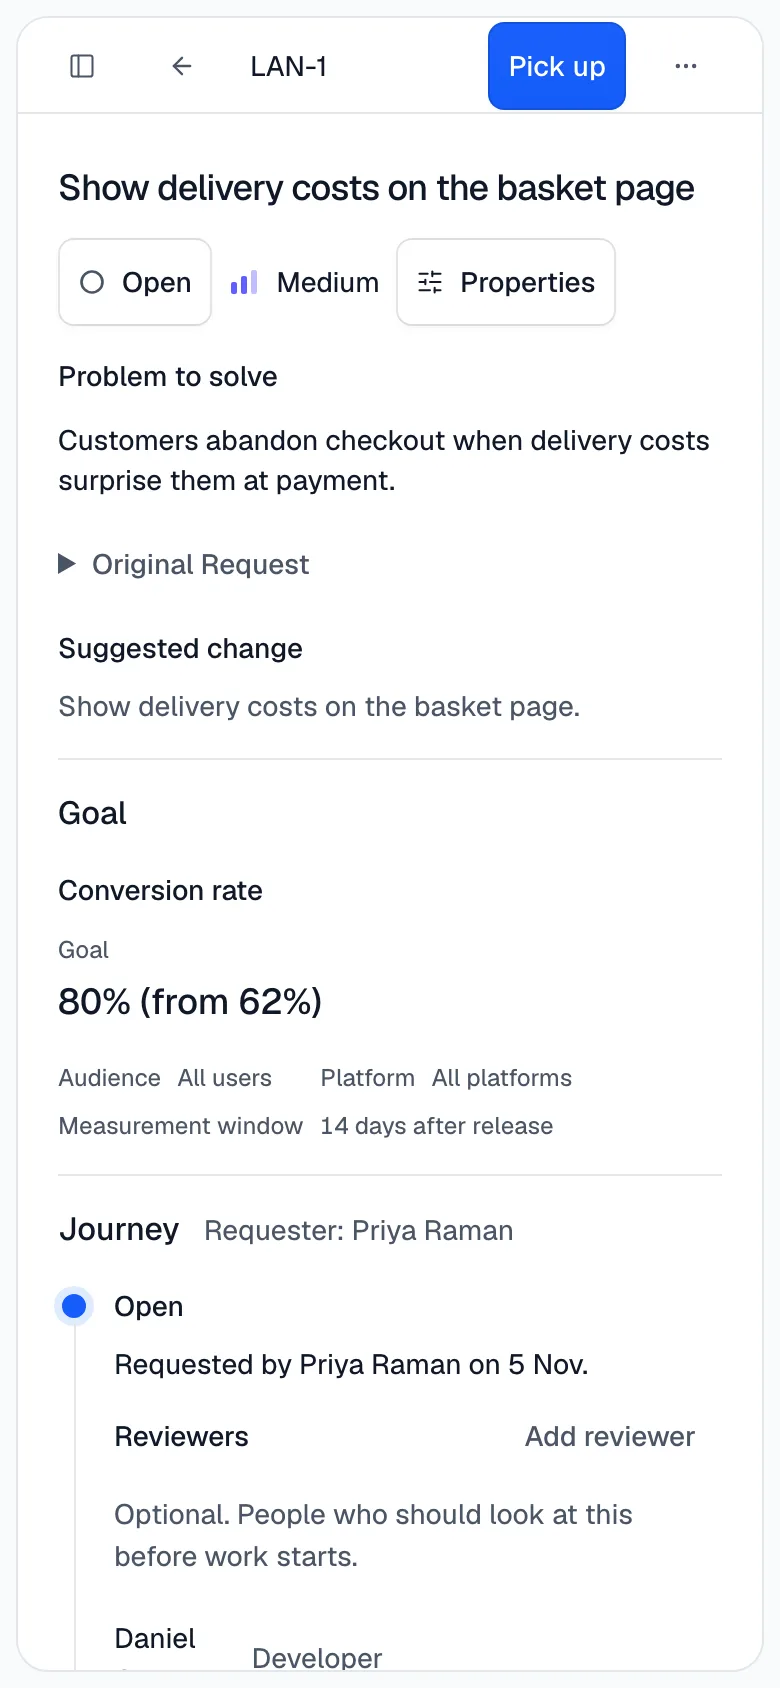 LAN-1
Pick up
Show delivery costs on the basket page
Open
Medium
Properties
Problem to solve
Customers abandon checkout when delivery costs
surprise them at payment.
Original Request
Suggested change
Show delivery costs on the basket page.
Goal
Conversion rate
Goal
80% (from 62%)
Audience All users Platform All platforms
Measurement window 14 days after release
Journey Requester: Priya Raman
Open
Requested by Priya Raman on 5 Nov.
Reviewers Add reviewer
Optional. People who should look at this
before work starts.
Daniel
Developer